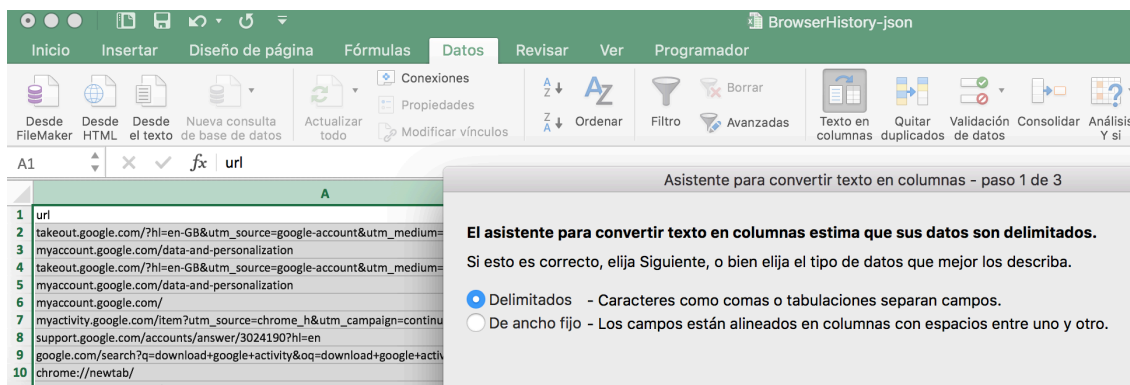 BrowserHistory-json
Inicio Insertar Diseño de página Fórmulas Datos Revisar Ver Programador
Conexiones
Propiedades
Modificar vínculos
Borrar
Avanzadas
Desde FileMaker
Desde HTML
Desde el texto
Nueva consulta de base de datos
Actualizar todo
Ordenar
Filtro
Texto en columnas
Quitar duplicados
Validación de datos
Consolidar
Análisis Y si
A1 fx url
A
1 url
2 takeout.google.com/?hl=en-GB&utm_source=google-account&utm_medium=
3 myaccount.google.com/data-and-personalization
4 takeout.google.com/?hl=en-GB&utm_source=google-account&utm_medium=
5 myaccount.google.com/data-and-personalization
6 myaccount.google.com/
7 myactivity.google.com/item?utm_source=chrome_h&utm_campaign=continu
8 support.google.com/accounts/answer/3024190?hl=en
9 google.com/search?q=download+google+activity&oq=download+google+activ
10 chrome://newtab/
Asistente para convertir texto en columnas - paso 1 de 3
El asistente para convertir texto en columnas estima que sus datos son delimitados.
Si esto es correcto, elija Siguiente, o bien elija el tipo de datos que mejor los describa.
Delimitados - Caracteres como comas o tabulaciones separan campos.
De ancho fijo - Los campos están alineados en columnas con espacios entre uno y otro.